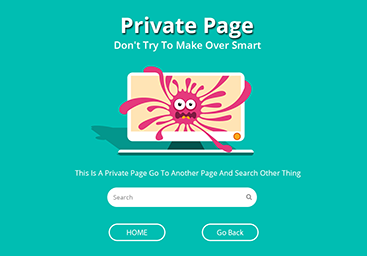 Private Page
Don't Try To Make Over Smart
This Is A Private Page Go To Another Page And Search Other Thing
Search
HOME
Go Back